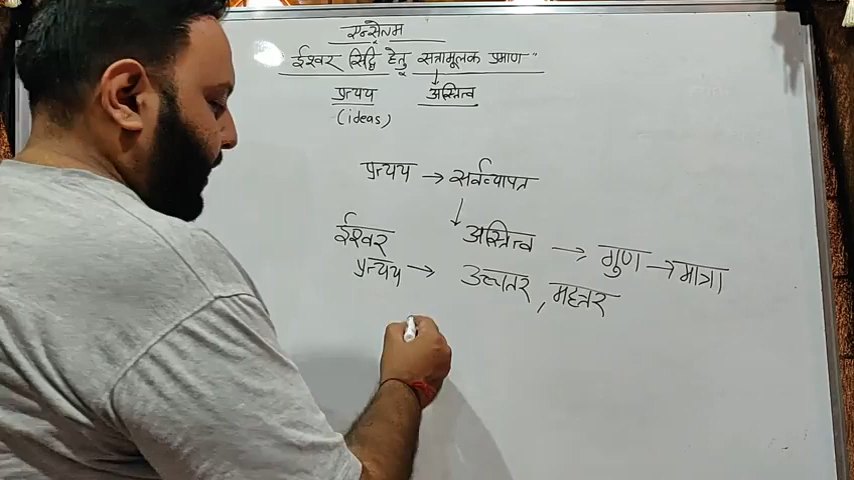 एन्सेलम
ईश्वर सिद्धि हेतु सत्तामूलक प्रमाण"
प्रत्यय अस्तित्व
(ideas)
प्रत्यय → सर्वव्यापत्र
ईश्वर अस्तित्व → गुण → मात्रा
प्रत्यय → उच्चतर, महत्तर